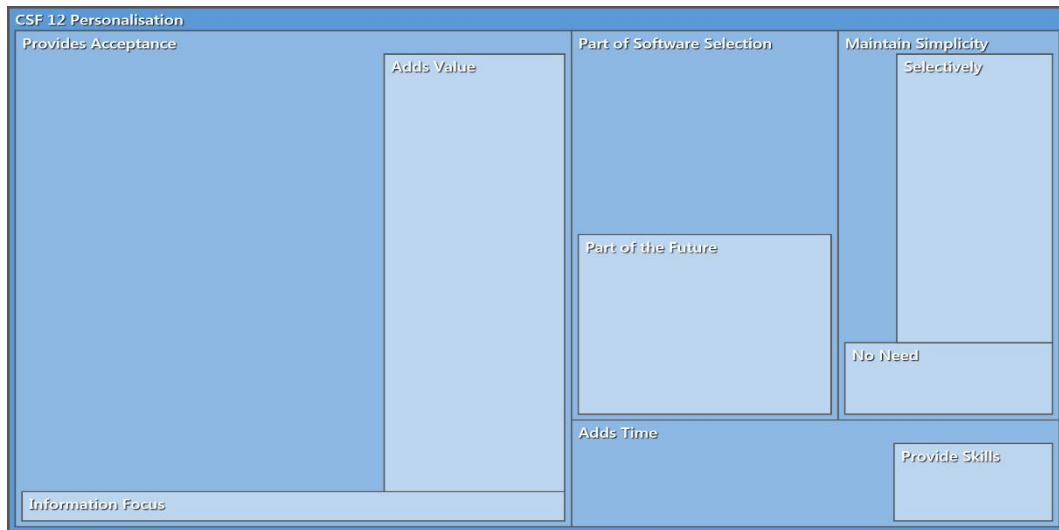 CSF 12 Personalisation
Provides Acceptance
Adds Value
Information Focus
Part of Software Selection
Part of the Future
Maintain Simplicity
Selectively
No Need
Adds Time
Provide Skills